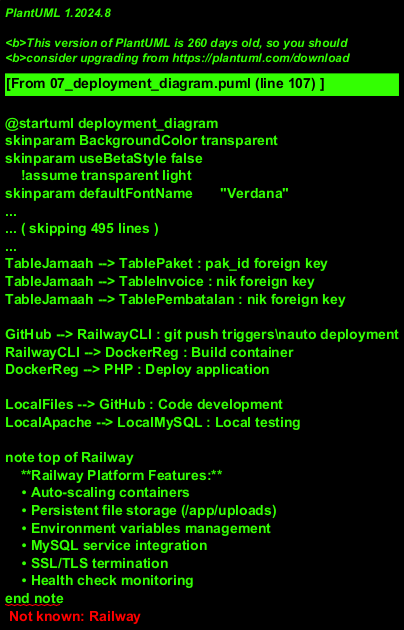 PlantUML 1.2024.8
<b>This version of PlantUML is 260 days old, so you should
<b>consider upgrading from https://plantuml.com/download
[From 07_deployment_diagram.puml (line 107) ]
@startuml deployment_diagram
skinparam BackgroundColor transparent
skinparam useBetaStyle false
!assume transparent light
skinparam defaultFontName "Verdana"
...
... ( skipping 495 lines )
...
TableJamaah --> TablePaket : pak_id foreign key
TableJamaah --> TableInvoice : nik foreign key
TableJamaah --> TablePembatalan : nik foreign key
GitHub --> RailwayCLI : git push triggers\nauto deployment
RailwayCLI --> DockerReg : Build container
DockerReg --> PHP : Deploy application
LocalFiles --> GitHub : Code development
LocalApache --> LocalMySQL : Local testing
note top of Railway
**Railway Platform Features:**
• Auto-scaling containers
• Persistent file storage (/app/uploads)
• Environment variables management
• MySQL service integration
• SSL/TLS termination
• Health check monitoring
end note
Not known: Railway